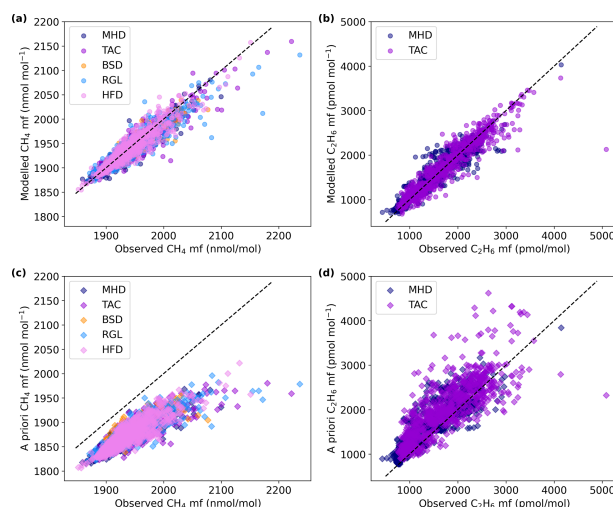 (a)
2200
2150
2100
2050
2000
1950
1900
1850
1800
Modelled CH₄ mf (nmol mol⁻¹)
MHD
TAC
BSD
RGL
HFD
1900
2000
2100
2200
Observed CH₄ mf (nmol/mol)
(b)
5000
4000
3000
2000
1000
Modelled C₂H₆ mf (pmol mol⁻¹)
MHD
TAC
1000
2000
3000
4000
5000
Observed C₂H₆ mf (pmol/mol)
(c)
2200
2150
2100
2050
2000
1950
1900
1850
1800
A priori CH₄ mf (nmol mol⁻¹)
MHD
TAC
BSD
RGL
HFD
1900
2000
2100
2200
Observed CH₄ mf (nmol/mol)
(d)
5000
4000
3000
2000
1000
A priori C₂H₆ mf (pmol mol⁻¹)
MHD
TAC
1000
2000
3000
4000
5000
Observed C₂H₆ mf (pmol/mol)